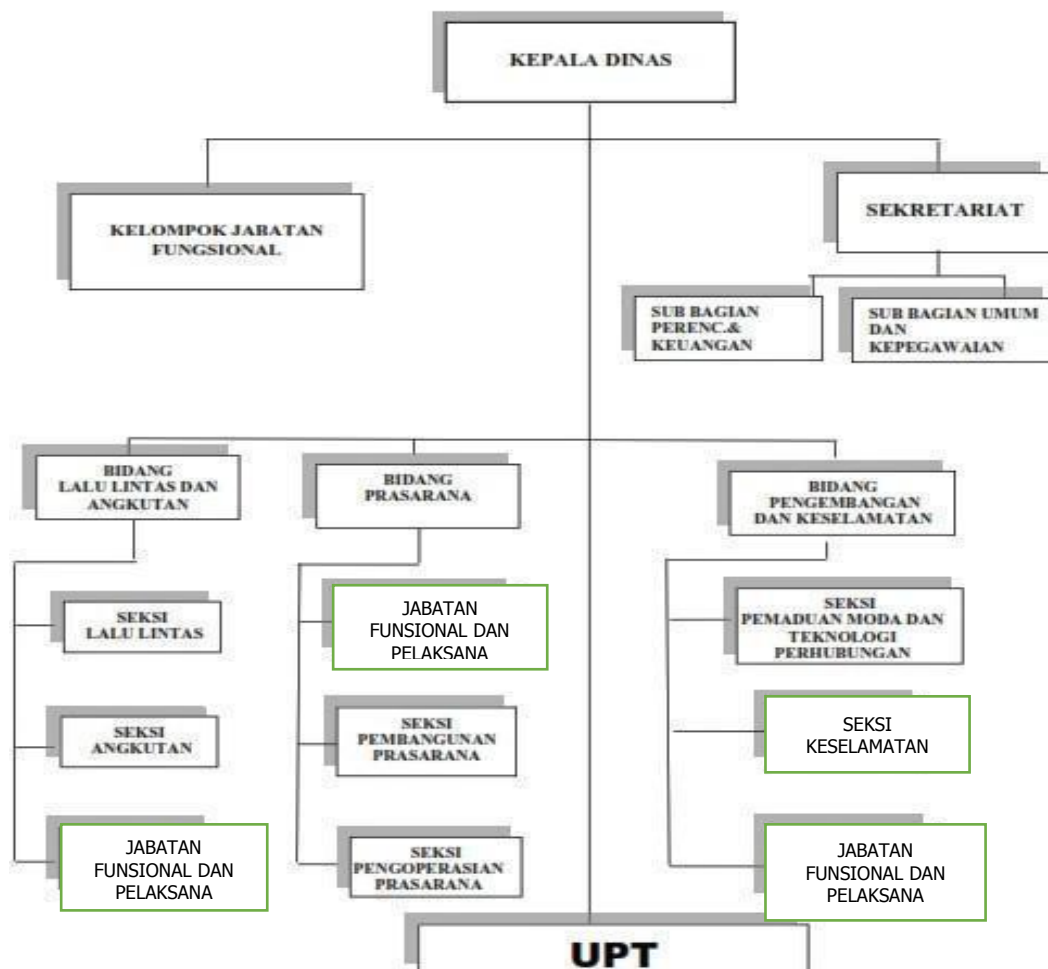 KEPALA DINAS
KELOMPOK JABATAN
FUNGSIONAL
SEKRETARIAT
SUB BAGIAN
PERENC.&
KEUANGAN
SUB BAGIAN UMUM
DAN
KEPEGAWAIAN
BIDANG
LALU LINTAS DAN
ANGKUTAN
BIDANG
PRASARANA
BIDANG
PENGEMBANGAN
DAN KESELAMATAN
SEKSI
LALU LINTAS
JABATAN
FUNSIONAL DAN
PELAKSANA
SEKSI
PEMADUAN MODA DAN
TEKNOLOGI
PERHUBUNGAN
SEKSI
ANGKUTAN
SEKSI
PEMBANGUNAN
PRASARANA
SEKSI
KESELAMATAN
JABATAN
FUNSIONAL DAN
PELAKSANA
SEKSI
PENGOPERASIAN
PRASARANA
JABATAN
FUNSIONAL DAN
PELAKSANA
UPT